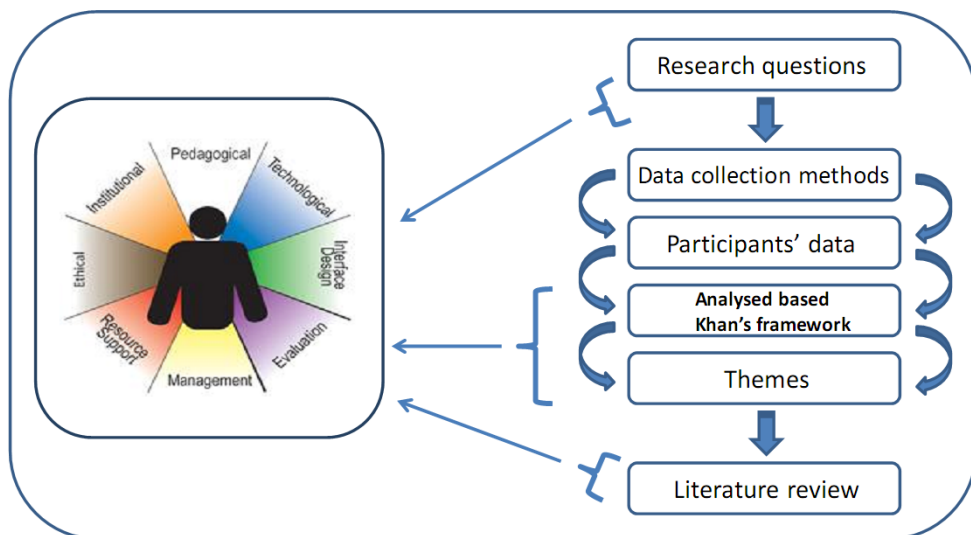 Pedagogical
Technological
Interface
Design
Evaluation
Management
Resource
Support
Ethical
Institutional
Research questions
Data collection methods
Participants’ data
Analysed based
Khan’s framework
Themes
Literature review